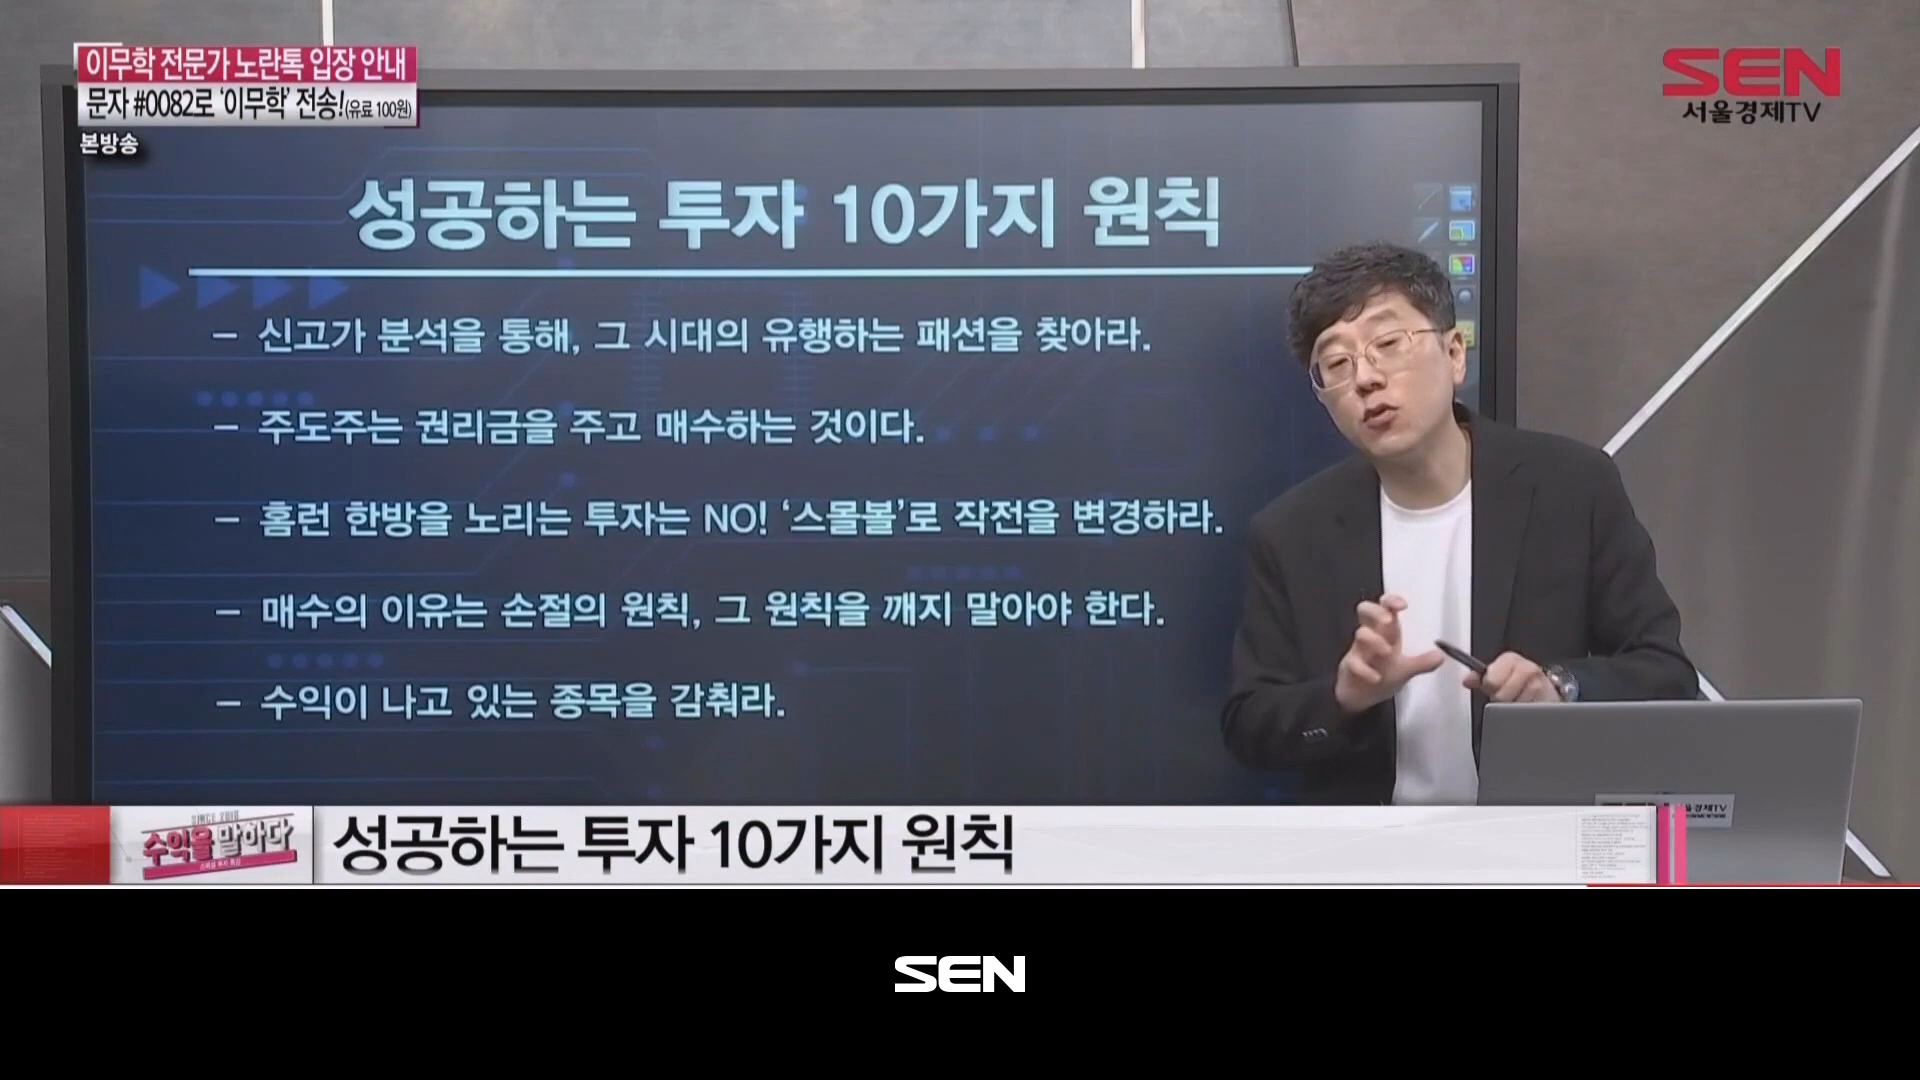 이무학 전문가 노란톡 입장 안내
문자 #0082로 '이무학' 전송!(유료 100원)
본방송
SEN
서울경제TV
성공하는 투자 10가지 원칙
– 신고가 분석을 통해, 그 시대의 유행하는 패션을 찾아라.
– 주도주는 권리금을 주고 매수하는 것이다.
– 홈런 한방을 노리는 투자는 NO! '스몰볼'로 작전을 변경하라.
– 매수의 이유는 손절의 원칙, 그 원칙을 깨지 말아야 한다.
– 수익이 나고 있는 종목을 감춰라.
수익을 말하다
성공하는 투자 10가지 원칙
서울경제TV
SEN